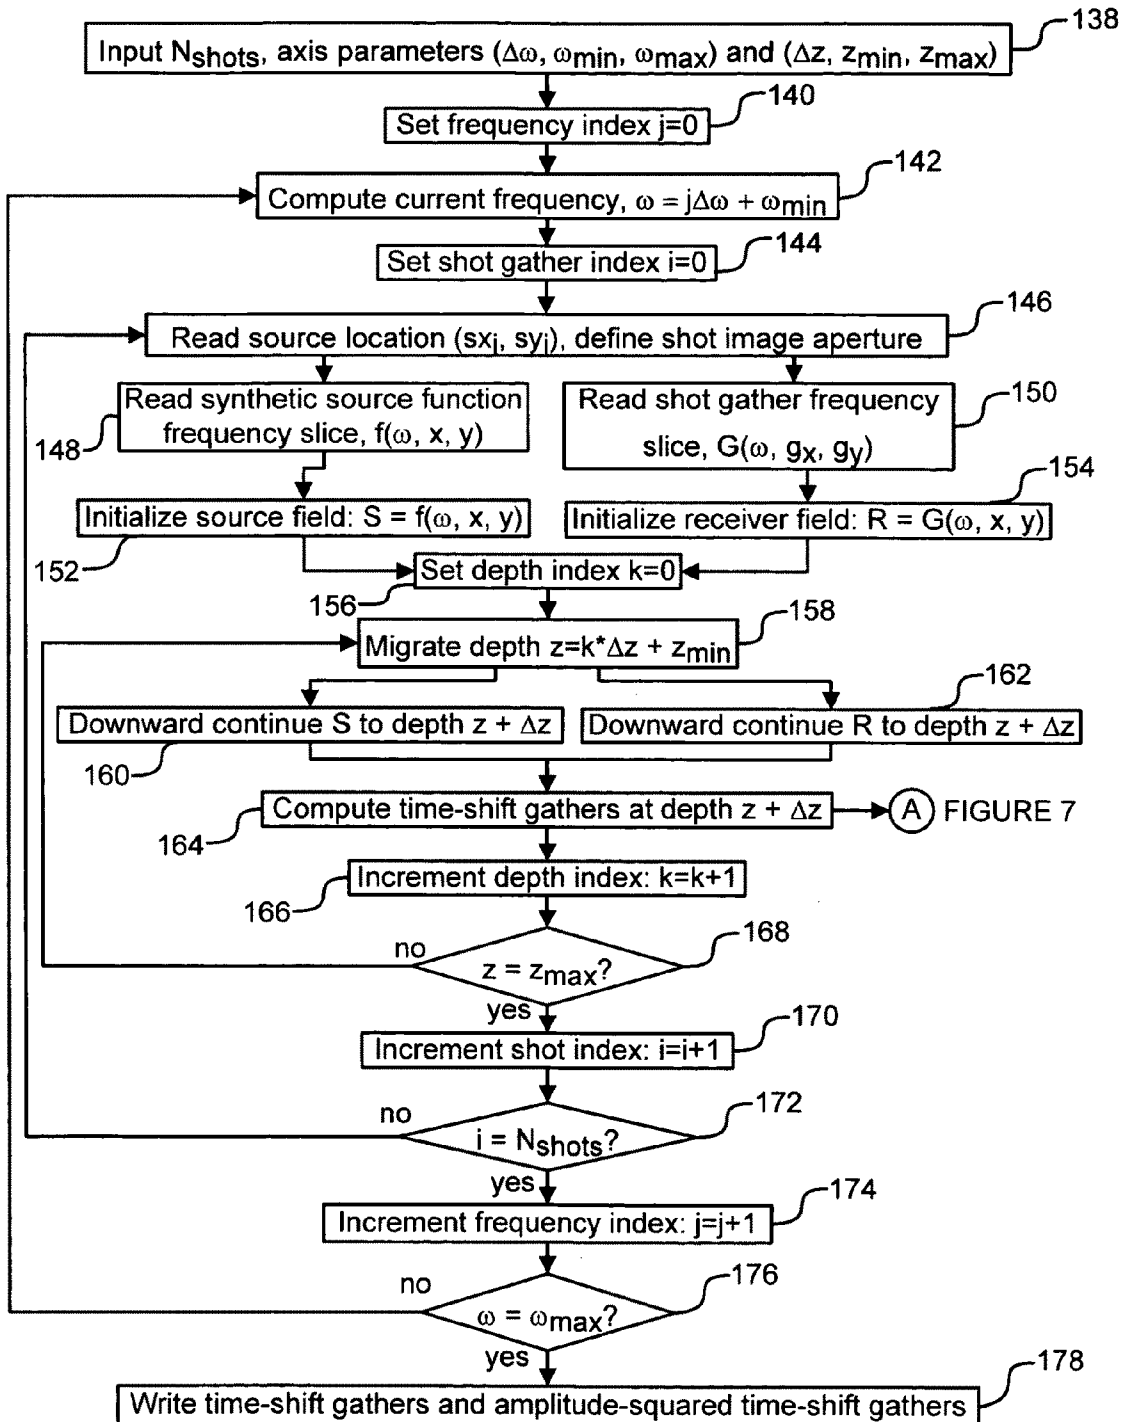 138
Input Nshots, axis parameters (Δω, ωmin, ωmax) and (Δz, zmin, zmax)
140
Set frequency index j=0
142
Compute current frequency, ω = jΔω + ωmin
144
Set shot gather index i=0
146
Read source location (sxi, syi), define shot image aperture
148
Read synthetic source function
frequency slice, f(ω, x, y)
150
Read shot gather frequency
slice, G(ω, gx, gy)
154
Initialize source field: S = f(ω, x, y)
Initialize receiver field: R = G(ω, x, y)
152
Set depth index k=0
156
158
Migrate depth z=k*Δz + zmin
162
Downward continue S to depth z + Δz
Downward continue R to depth z + Δz
160
Compute time-shift gathers at depth z + Δz
A FIGURE 7
164
Increment depth index: k=k+1
166
168
no
z = zmax?
yes
170
Increment shot index: i=i+1
172
no
i = Nshots?
yes
174
Increment frequency index: j=j+1
176
no
ω = ωmax?
yes
178
Write time-shift gathers and amplitude-squared time-shift gathers